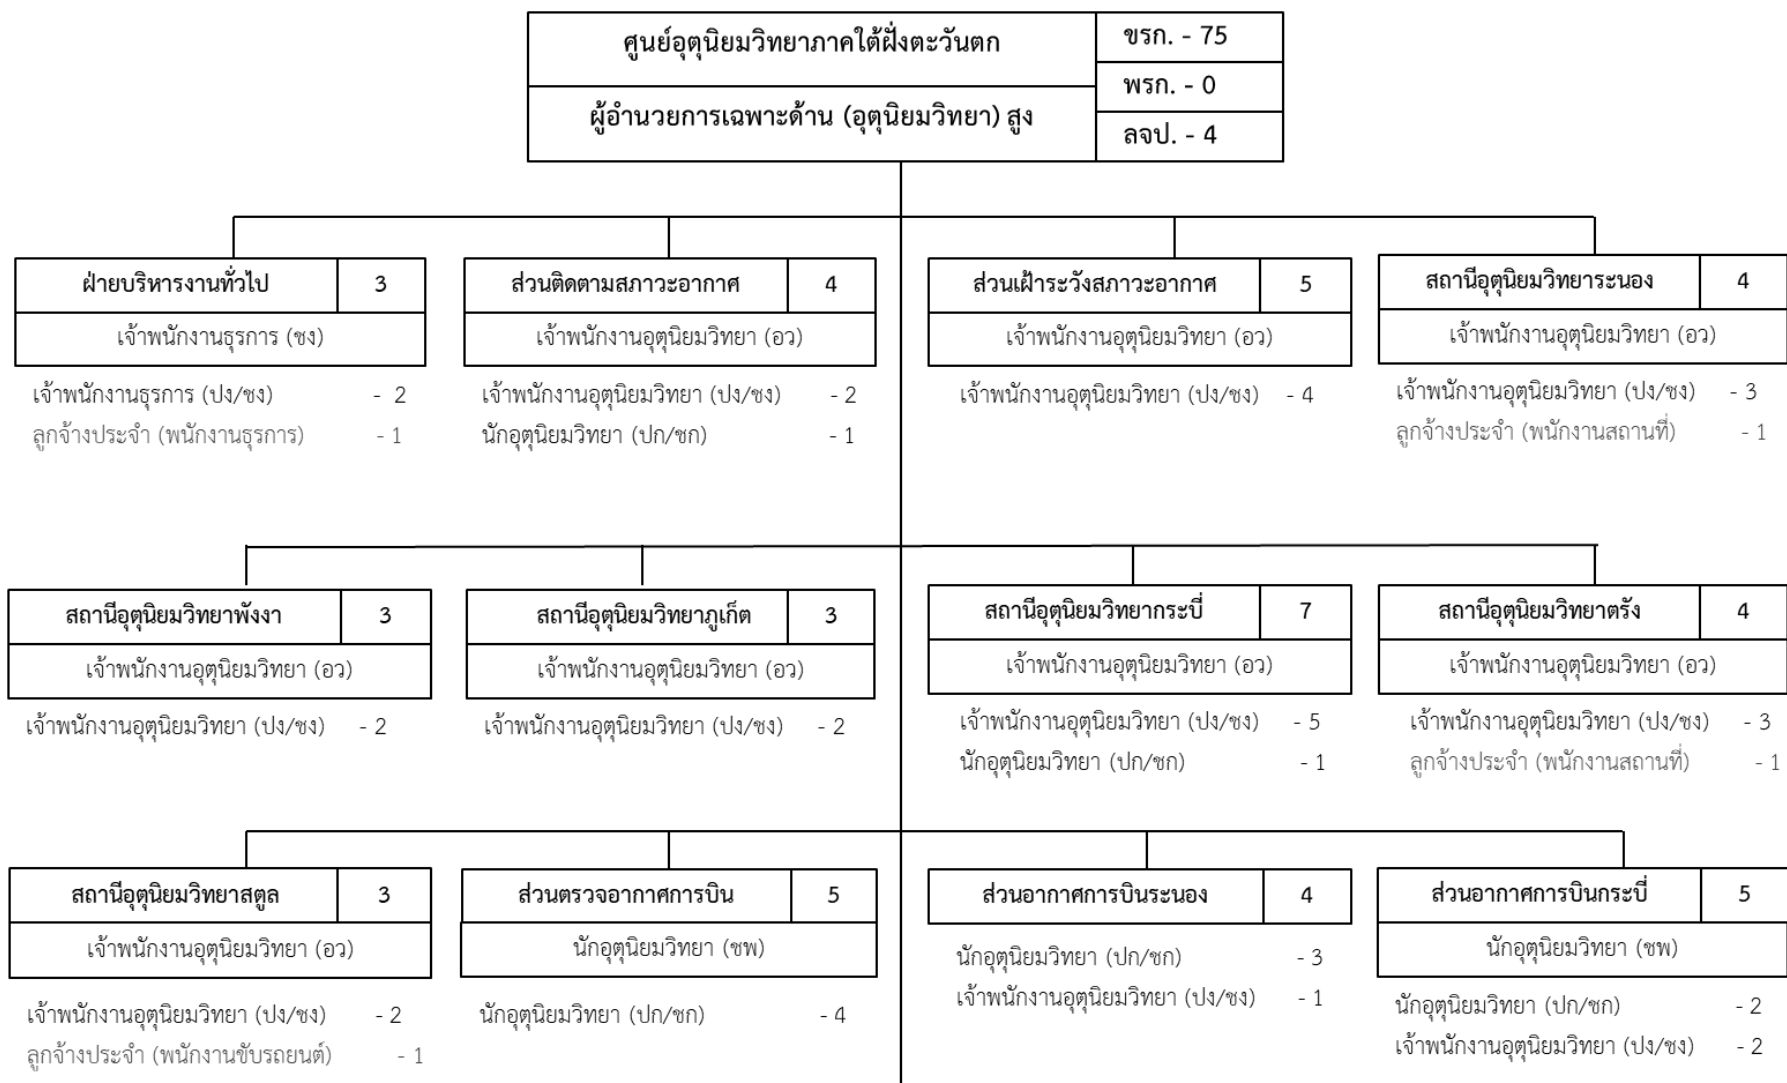 ศูนย์อุตุนิยมวิทยาภาคใต้ฝั่งตะวันตก
ขรก. - 75
พรก. - 0
ผู้อำนวยการเฉพาะด้าน (อุตุนิยมวิทยา) สูง
ลจป. - 4
ฝ่ายบริหารงานทั่วไป 3
เจ้าพนักงานธุรการ (ชง)
เจ้าพนักงานธุรการ (ปง/ชง) - 2
ลูกจ้างประจำ (พนักงานธุรการ) - 1
ส่วนติดตามสภาวะอากาศ 4
เจ้าพนักงานอุตุนิยมวิทยา (อว)
เจ้าพนักงานอุตุนิยมวิทยา (ปง/ชง) - 2
นักอุตุนิยมวิทยา (ปก/ชก) - 1
ส่วนเฝ้าระวังสภาวะอากาศ 5
เจ้าพนักงานอุตุนิยมวิทยา (อว)
เจ้าพนักงานอุตุนิยมวิทยา (ปง/ชง) - 4
สถานีอุตุนิยมวิทยาระนอง 4
เจ้าพนักงานอุตุนิยมวิทยา (อว)
เจ้าพนักงานอุตุนิยมวิทยา (ปง/ชง) - 3
ลูกจ้างประจำ (พนักงานสถานที่) - 1
สถานีอุตุนิยมวิทยาพังงา 3
เจ้าพนักงานอุตุนิยมวิทยา (อว)
เจ้าพนักงานอุตุนิยมวิทยา (ปง/ชง) - 2
สถานีอุตุนิยมวิทยาภูเก็ต 3
เจ้าพนักงานอุตุนิยมวิทยา (อว)
เจ้าพนักงานอุตุนิยมวิทยา (ปง/ชง) - 2
สถานีอุตุนิยมวิทยากระบี่ 7
เจ้าพนักงานอุตุนิยมวิทยา (อว)
เจ้าพนักงานอุตุนิยมวิทยา (ปง/ชง) - 5
นักอุตุนิยมวิทยา (ปก/ชก) - 1
สถานีอุตุนิยมวิทยาตรัง 4
เจ้าพนักงานอุตุนิยมวิทยา (อว)
เจ้าพนักงานอุตุนิยมวิทยา (ปง/ชง) - 3
ลูกจ้างประจำ (พนักงานสถานที่) - 1
สถานีอุตุนิยมวิทยาสตูล 3
เจ้าพนักงานอุตุนิยมวิทยา (อว)
เจ้าพนักงานอุตุนิยมวิทยา (ปง/ชง) - 2
ลูกจ้างประจำ (พนักงานขับรถยนต์) - 1
ส่วนตรวจอากาศการบิน 5
นักอุตุนิยมวิทยา (ชพ)
นักอุตุนิยมวิทยา (ปก/ชก) - 4
ส่วนอากาศการบินระนอง 4
นักอุตุนิยมวิทยา (ปก/ชก) - 3
เจ้าพนักงานอุตุนิยมวิทยา (ปง/ชง) - 1
ส่วนอากาศการบินกระบี่ 5
นักอุตุนิยมวิทยา (ชพ)
นักอุตุนิยมวิทยา (ปก/ชก) - 2
เจ้าพนักงานอุตุนิยมวิทยา (ปง/ชง) - 2